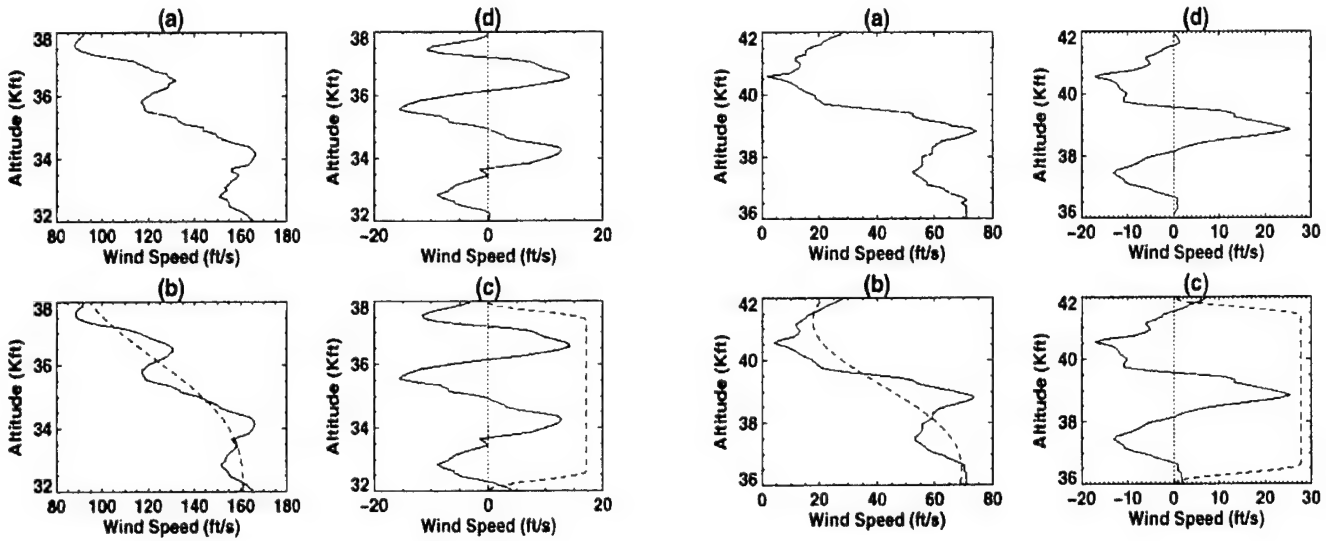 (a)
Altitude (Kft)
38
36
34
32
80 100 120 140 160 180
Wind Speed (ft/s)
(d)
Altitude (Kft)
38
36
34
32
−20 0 20
Wind Speed (ft/s)
(a)
Altitude (Kft)
42
40
38
36
0 20 40 60 80
Wind Speed (ft/s)
(d)
Altitude (Kft)
42
40
38
36
−20 −10 0 10 20 30
Wind Speed (ft/s)
(b)
Altitude (Kft)
38
36
34
32
80 100 120 140 160 180
Wind Speed (ft/s)
(c)
Altitude (Kft)
38
36
34
32
−20 0 20
Wind Speed (ft/s)
(b)
Altitude (Kft)
42
40
38
36
0 20 40 60 80
Wind Speed (ft/s)
(c)
Altitude (Kft)
42
40
38
36
−20 −10 0 10 20 30
Wind Speed (ft/s)